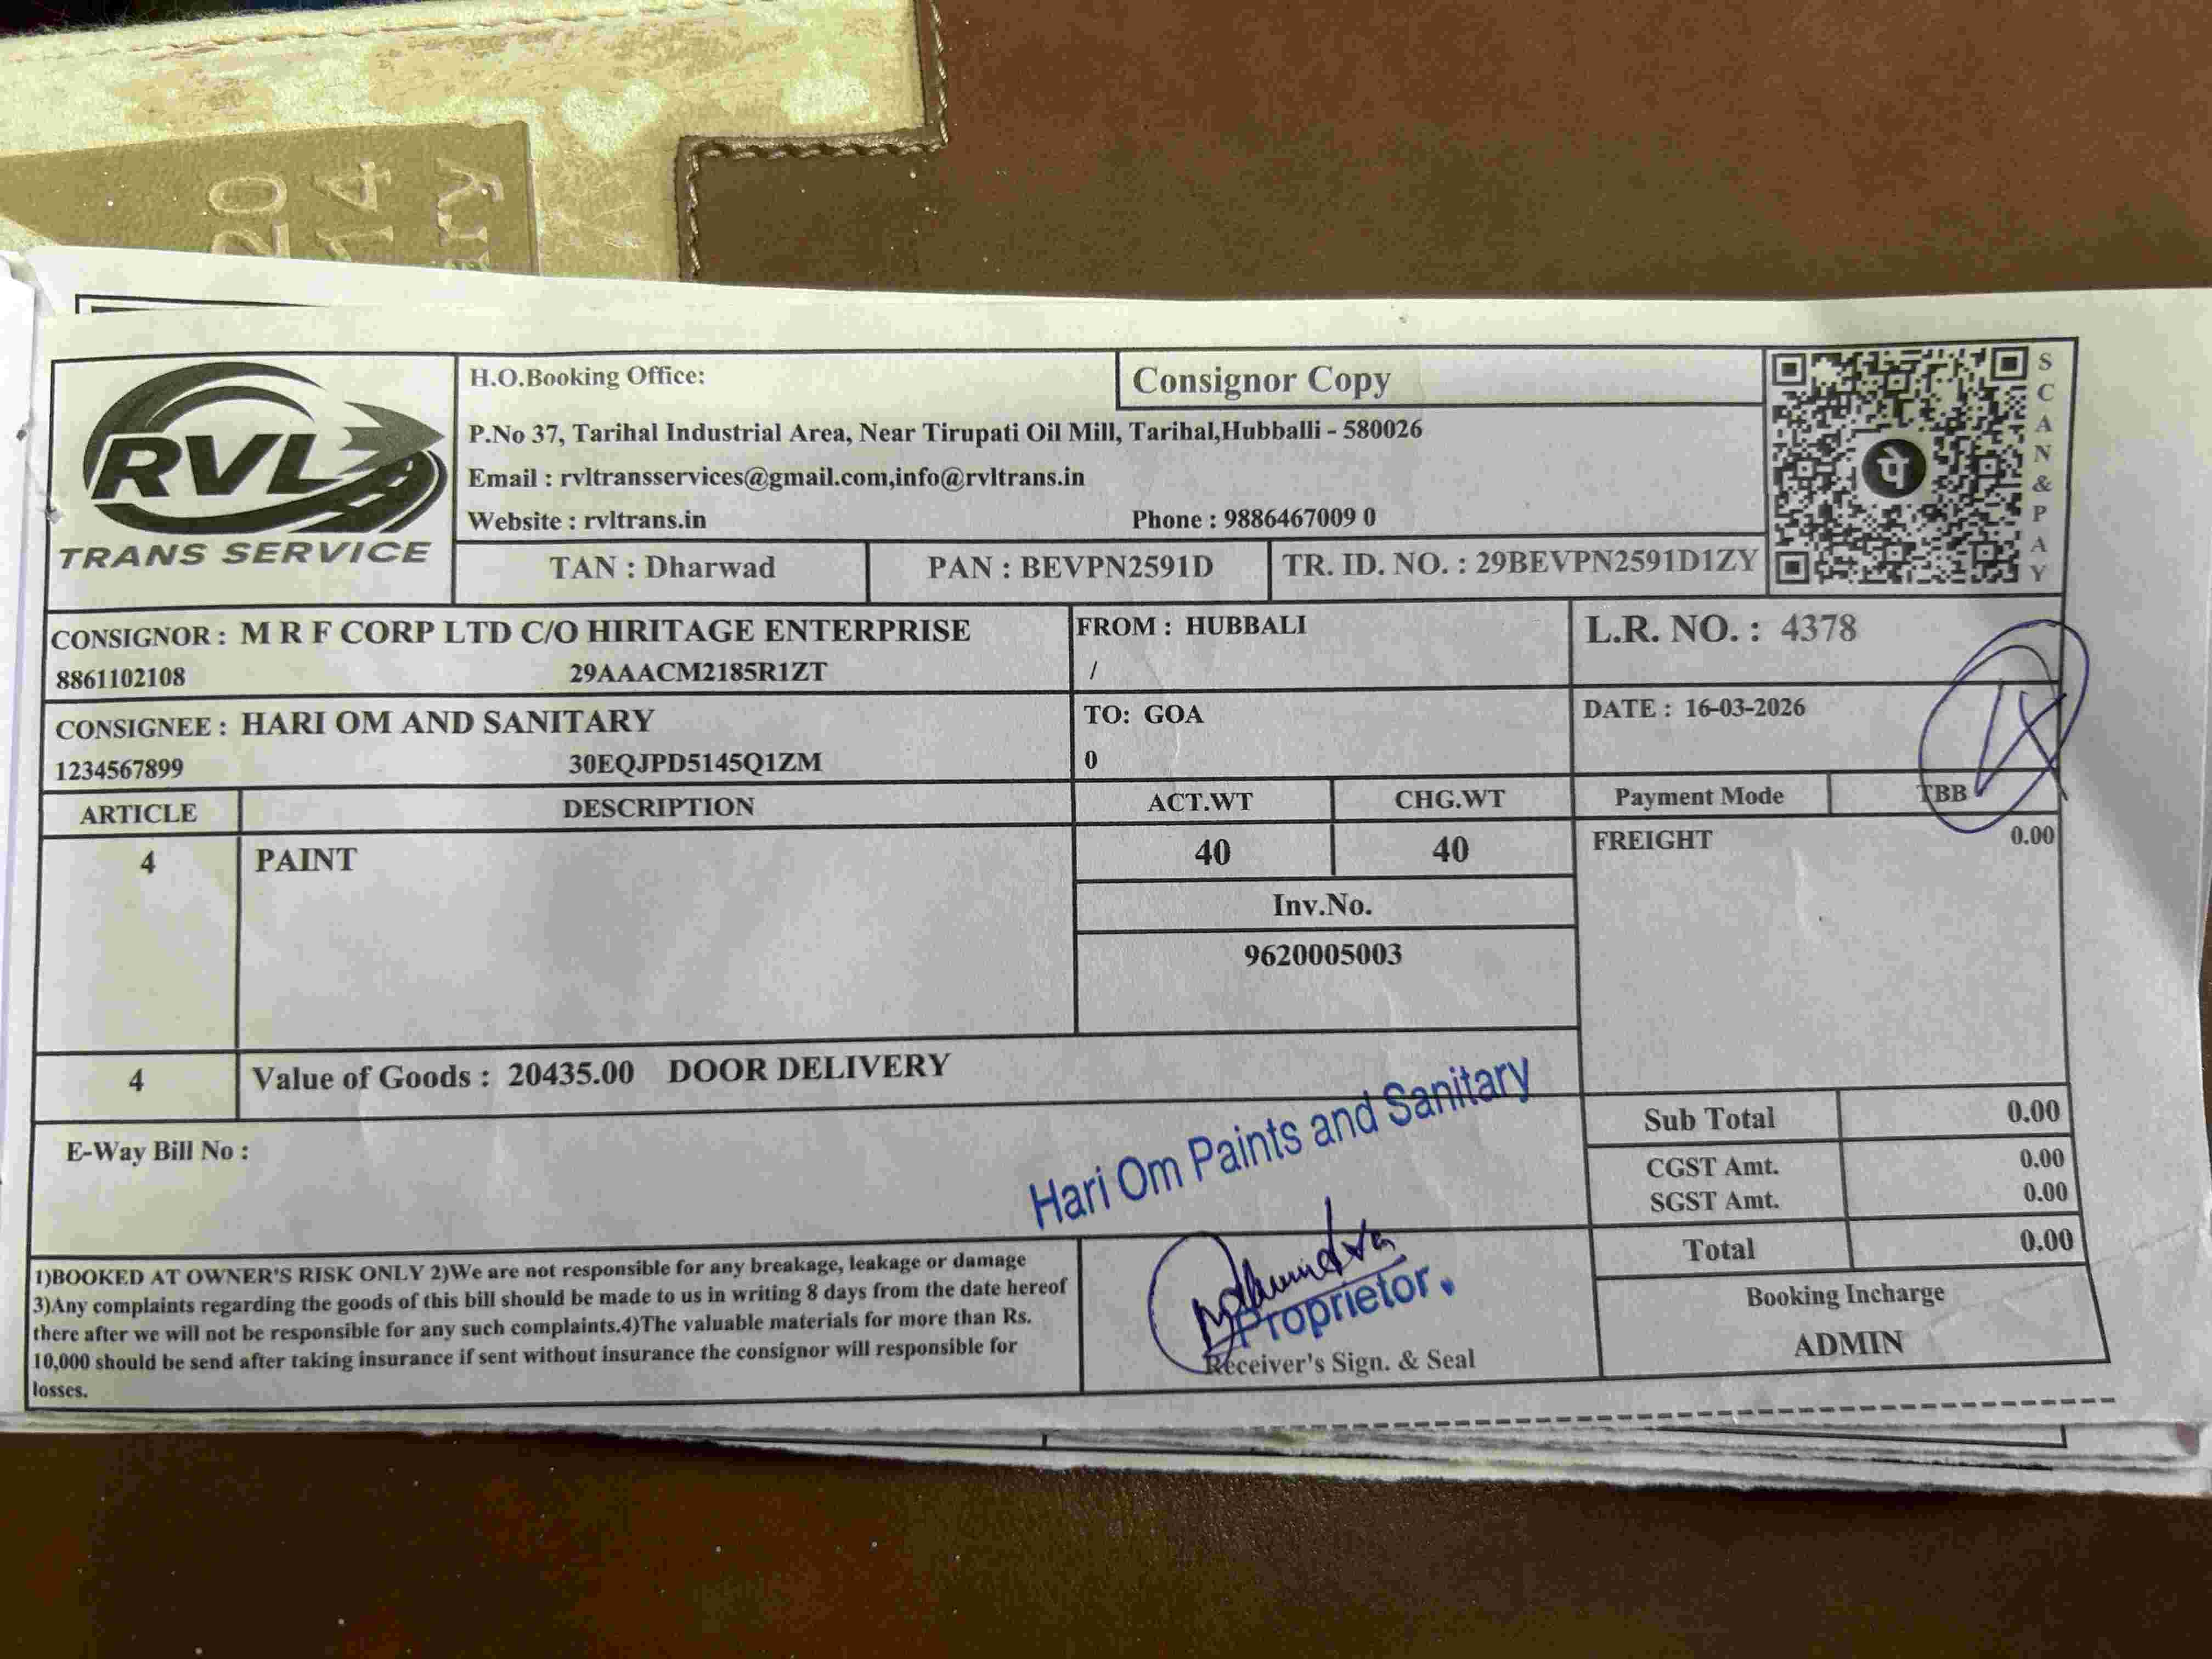 20
14
ary
RVL
TRANS SERVICE
H.O.Booking Office:
Consignor Copy
P.No 37, Tarihal Industrial Area, Near Tirupati Oil Mill, Tarihal,Hubballi - 580026
Email : rvltransservices@gmail.com,info@rvltrans.in
Website : rvltrans.in Phone : 9886467009 0
TAN : Dharwad PAN : BEVPN2591D TR. ID. NO. : 29BEVPN2591D1ZY
पे
SCAN&PAY
CONSIGNOR : M R F CORP LTD C/O HIRITAGE ENTERPRISE
8861102108 29AAACM2185R1ZT
FROM : HUBBALI
/
L.R. NO. : 4378
CONSIGNEE : HARI OM AND SANITARY
1234567899 30EQJPD5145Q1ZM
TO: GOA
0
DATE : 16-03-2026
ARTICLE DESCRIPTION ACT.WT CHG.WT Payment Mode TBB
4 PAINT 40 40 FREIGHT 0.00
Inv.No.
9620005003
4 Value of Goods : 20435.00 DOOR DELIVERY
E-Way Bill No :
Hari Om Paints and Sanitary
Sub Total 0.00
CGST Amt. 0.00
SGST Amt. 0.00
Total 0.00
1)BOOKED AT OWNER'S RISK ONLY 2)We are not responsible for any breakage, leakage or damage
3)Any complaints regarding the goods of this bill should be made to us in writing 8 days from the date hereof
there after we will not be responsible for any such complaints.4)The valuable materials for more than Rs.
10,000 should be send after taking insurance if sent without insurance the consignor will responsible for
losses.
Proprietor.
Receiver's Sign. & Seal
Booking Incharge
ADMIN